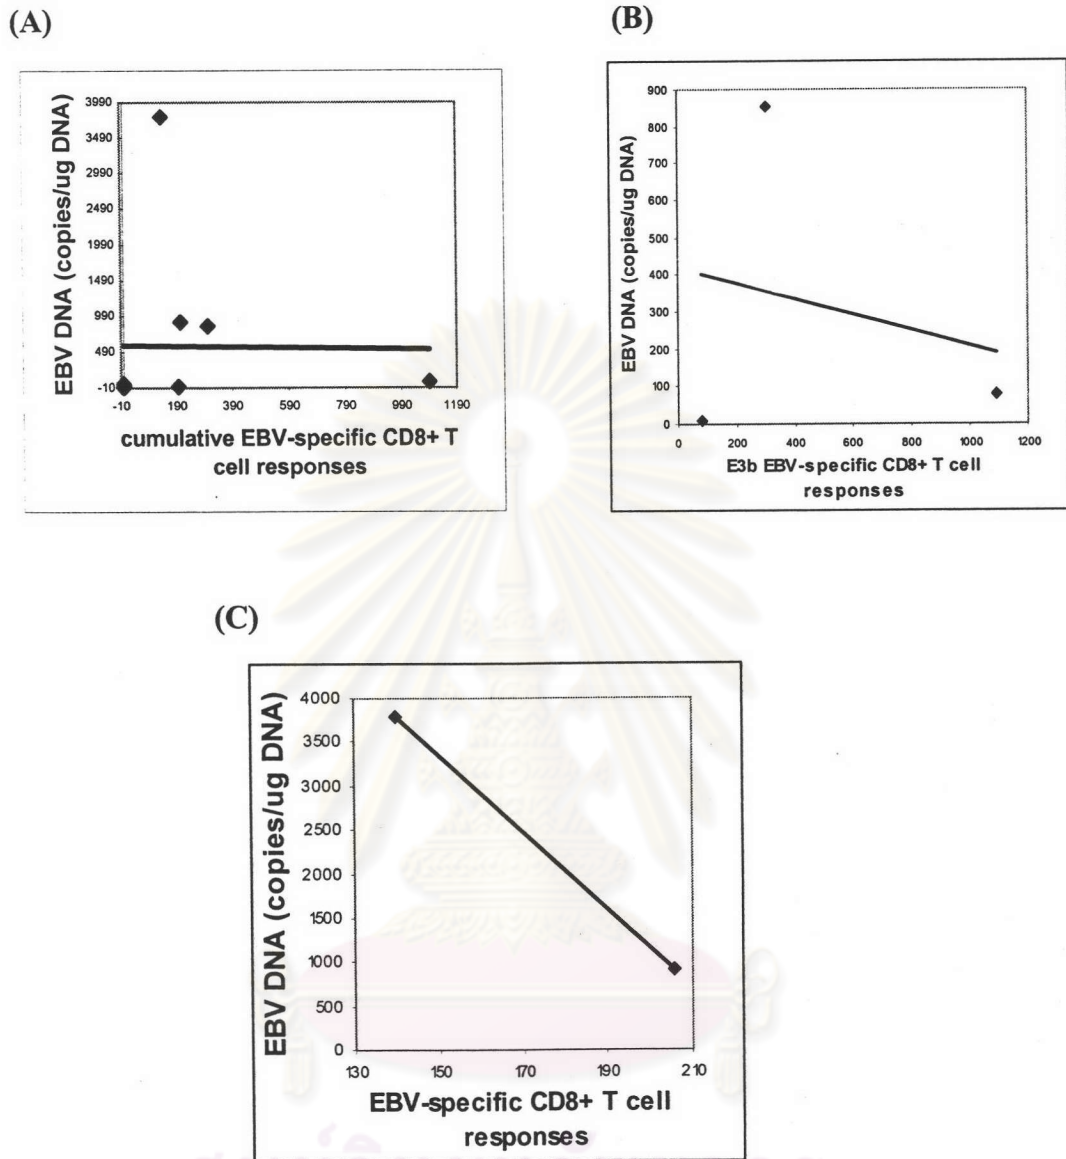 (A)
EBV DNA (copies/ug DNA)
3990
3490
2990
2490
1990
1490
990
490
-10
-10 190 390 590 790 990 1190
cumulative EBV-specific CD8+ T
cell responses
(B)
EBV DNA (copies/ug DNA)
900
800
700
600
500
400
300
200
100
0
0 200 400 600 800 1000 1200
E3b EBV-specific CD8+ T cell
responses
(C)
EBV DNA (copies/ug DNA)
4000
3500
3000
2500
2000
1500
1000
500
0
130 150 170 190 210
EBV-specific CD8+ T cell
responses